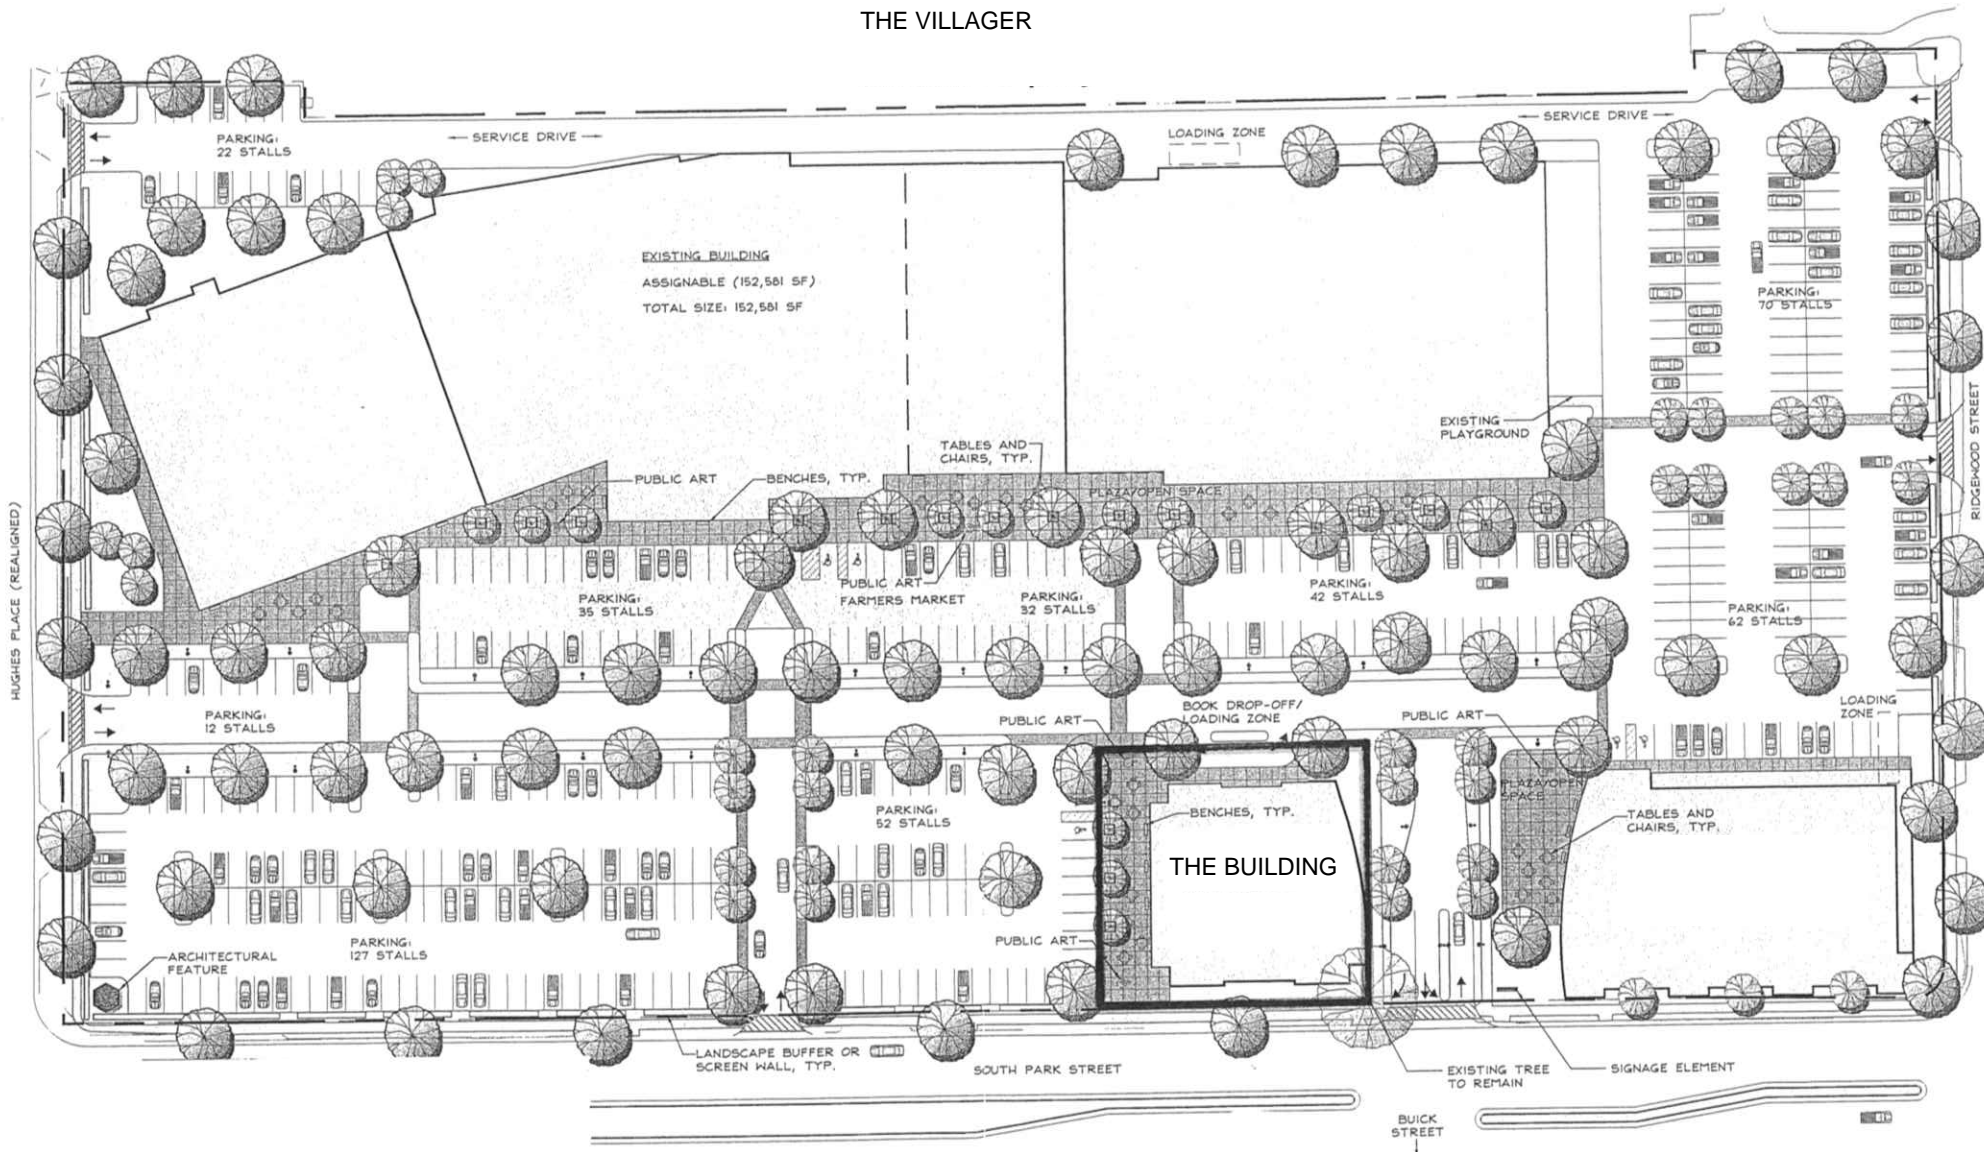 THE VILLAGER
PARKING:
22 STALLS
SERVICE DRIVE
LOADING ZONE
SERVICE DRIVE
EXISTING BUILDING
ASSIGNABLE (152,581 SF)
TOTAL SIZE: 152,581 SF
PARKING:
70 STALLS
EXISTING
PLAYGROUND
TABLES AND
CHAIRS, TYP.
PUBLIC ART
BENCHES, TYP.
PLAZA/OPEN SPACE
HUGHES PLACE (REALIGNED)
RIDGEWOOD STREET
PARKING:
35 STALLS
PUBLIC ART
FARMERS MARKET
PARKING:
32 STALLS
PARKING:
42 STALLS
PARKING:
62 STALLS
PARKING:
12 STALLS
PUBLIC ART
BOOK DROP-OFF/
LOADING ZONE
PUBLIC ART
LOADING
ZONE
PLAZA/OPEN
SPACE
PARKING:
52 STALLS
BENCHES, TYP.
TABLES AND
CHAIRS, TYP.
THE BUILDING
PARKING:
127 STALLS
PUBLIC ART
ARCHITECTURAL
FEATURE
LANDSCAPE BUFFER OR
SCREEN WALL, TYP.
SOUTH PARK STREET
EXISTING TREE
TO REMAIN
SIGNAGE ELEMENT
BUICK
STREET